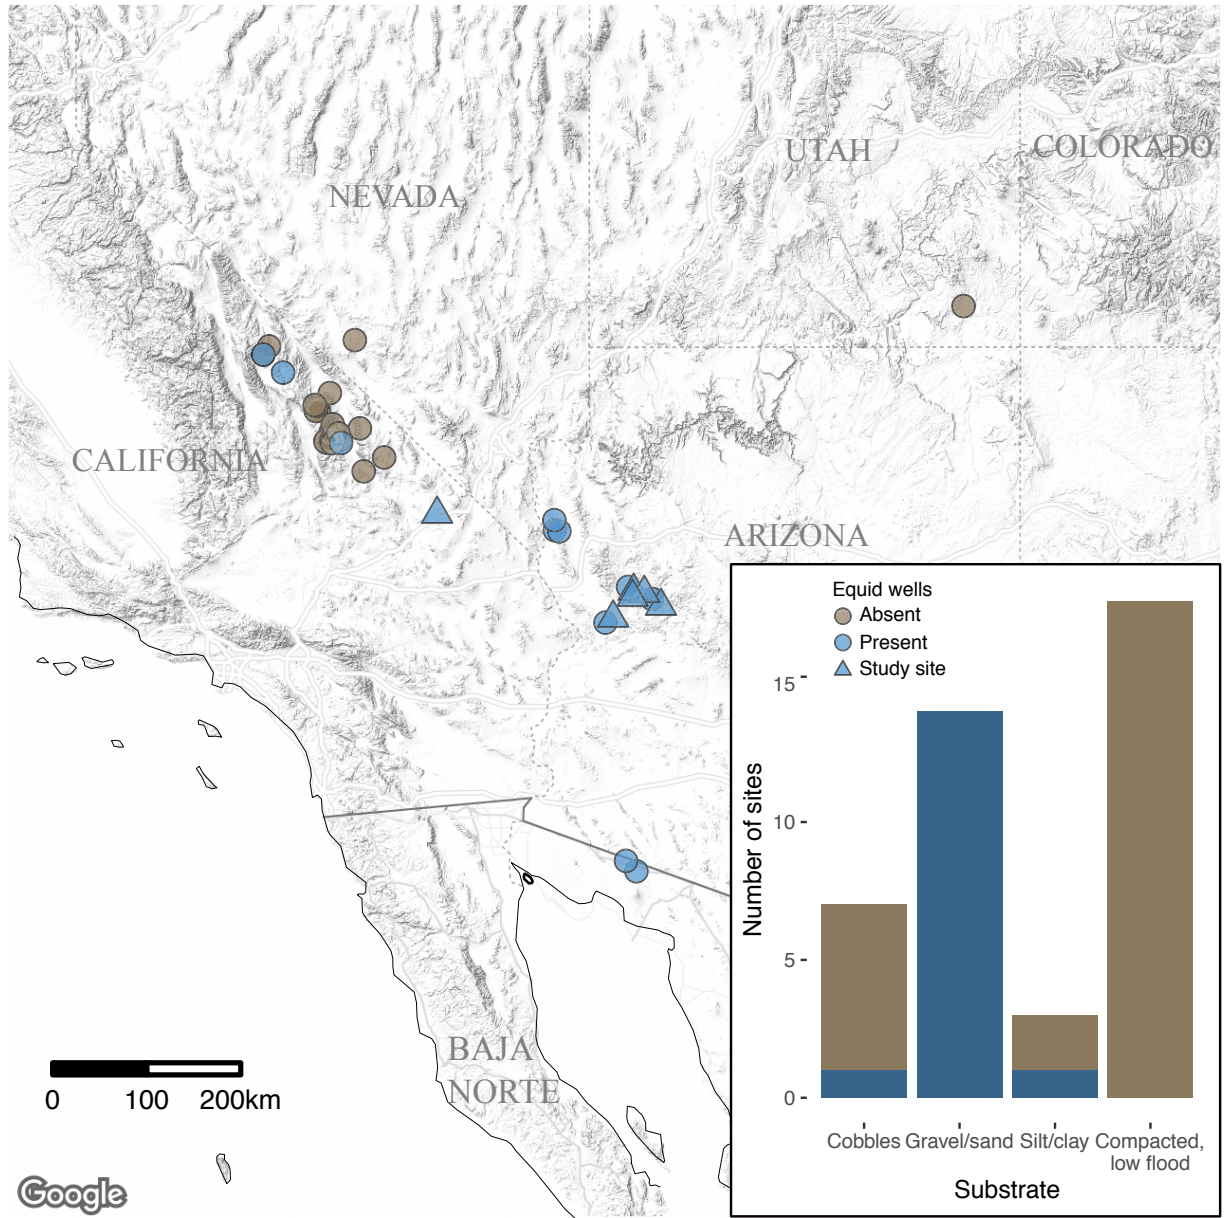 UTAH
COLORADO
NEVADA
CALIFORNIA
ARIZONA
BAJA
NORTE
0 100 200km
Google
Equid wells
Absent
Present
Study site
Number of sites
15
10
5
0
Cobbles Gravel/sand Silt/clay Compacted,
low flood
Substrate